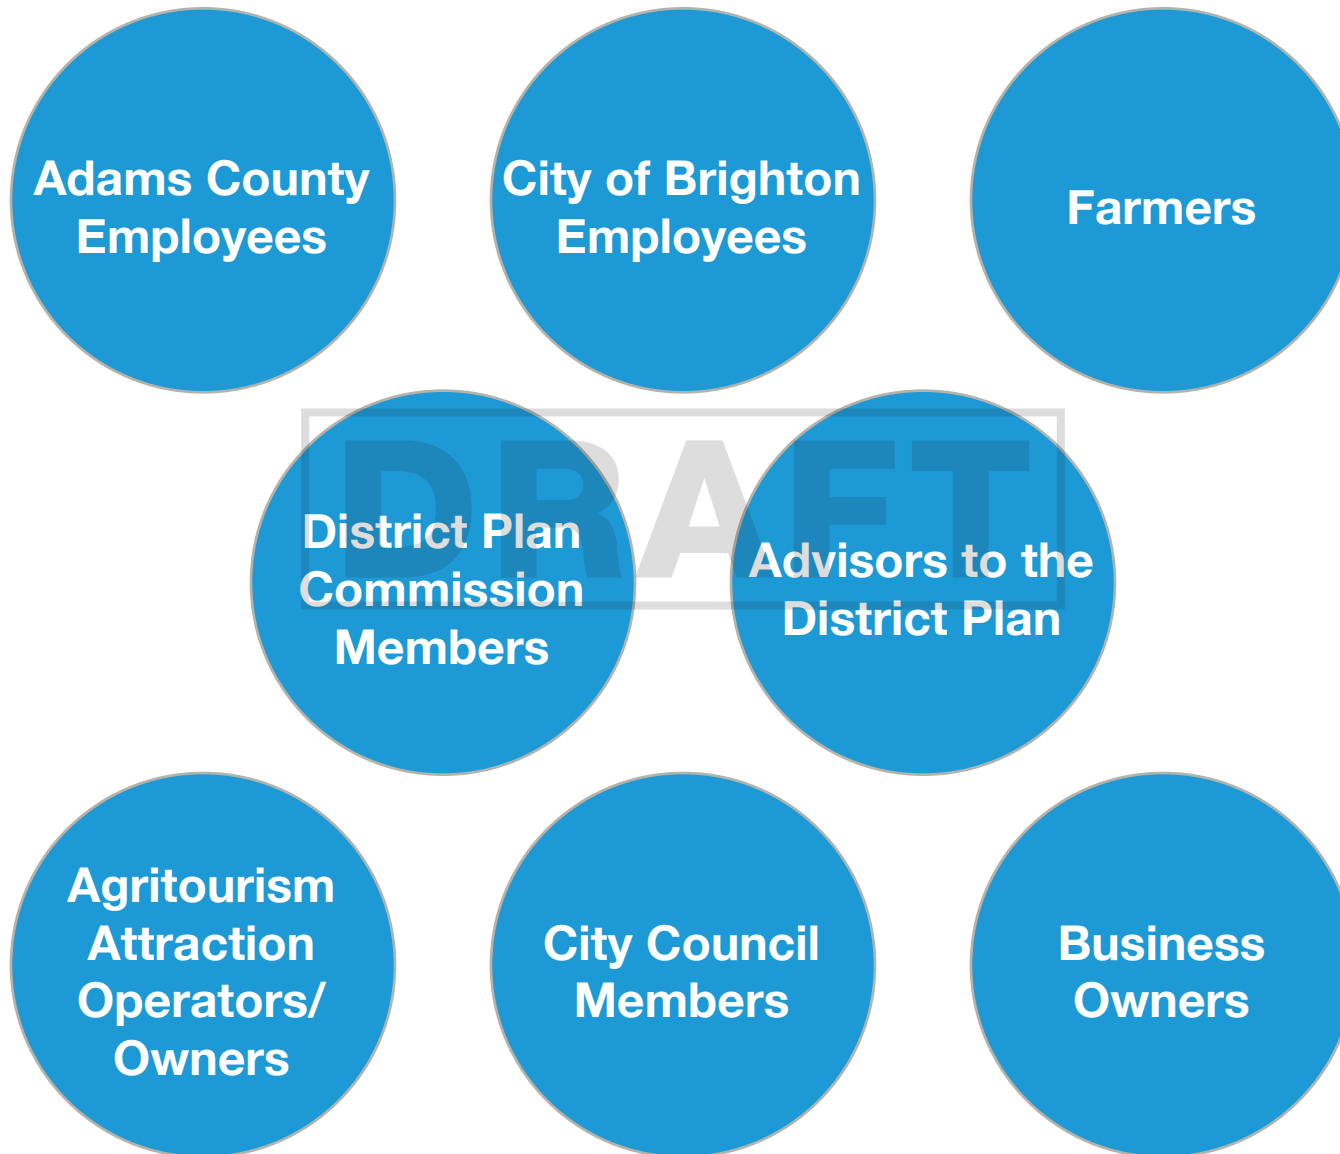 Adams County
Employees
City of Brighton
Employees
Farmers
DRAFT
District Plan
Commission
Members
Advisors to the
District Plan
Agritourism
Attraction
Operators/
Owners
City Council
Members
Business
Owners